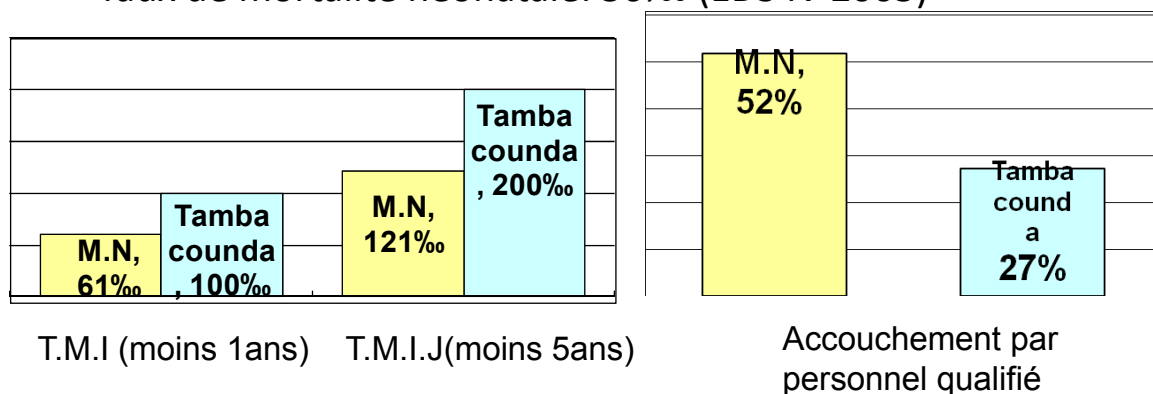 M.N,
61‰
Tamba
counda
, 100‰
M.N,
121‰
Tamba
counda
, 200‰
M.N,
52%
Tamba
cound
a
27%
T.M.I (moins 1ans)
T.M.I.J(moins 5ans)
Accouchement par
personnel qualifié